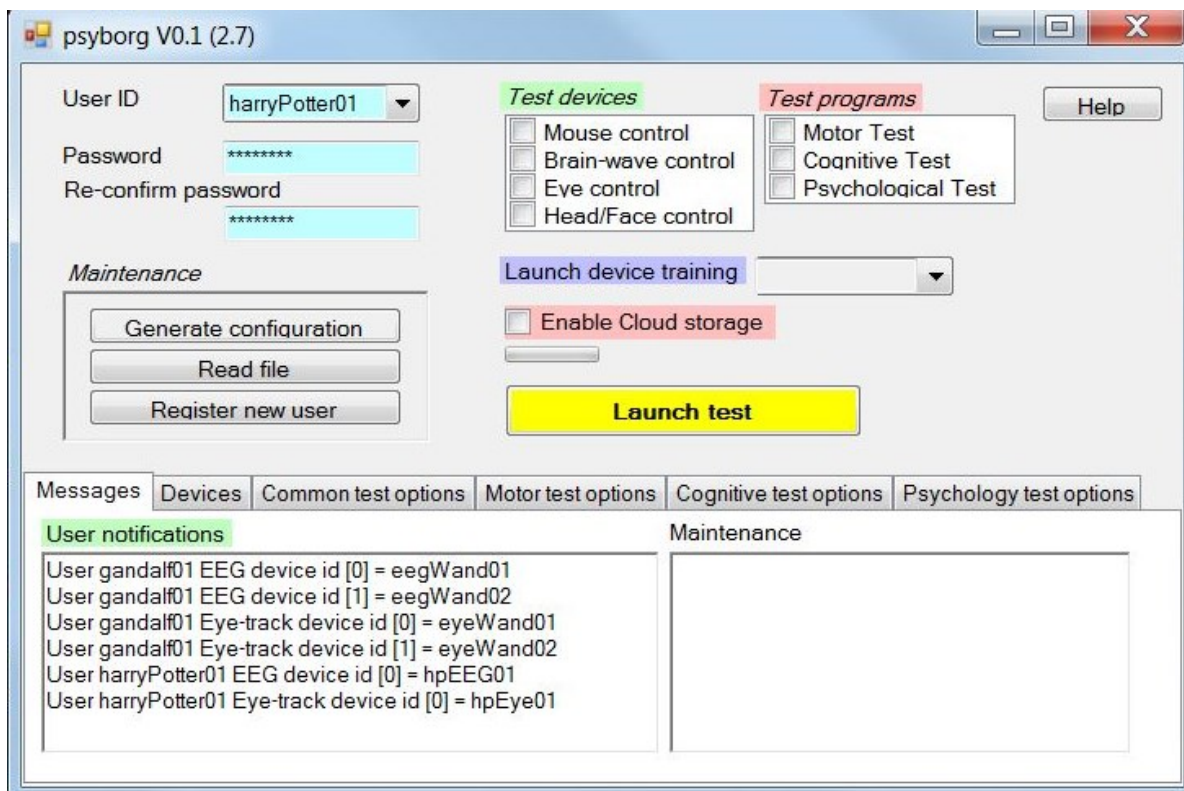 psyborg V0.1 (2.7)
User ID
harryPotter01
Password
********
Re-confirm password
********
Maintenance
Generate configuration
Read file
Register new user
Test devices
Mouse control
Brain-wave control
Eye control
Head/Face control
Test programs
Motor Test
Cognitive Test
Psychological Test
Help
Launch device training
Enable Cloud storage
Launch test
Messages Devices Common test options Motor test options Cognitive test options Psychology test options
User notifications
User gandalf01 EEG device id [0] = eegWand01
User gandalf01 EEG device id [1] = eegWand02
User gandalf01 Eye-track device id [0] = eyeWand01
User gandalf01 Eye-track device id [1] = eyeWand02
User harryPotter01 EEG device id [0] = hpEEG01
User harryPotter01 Eye-track device id [0] = hpEye01
Maintenance